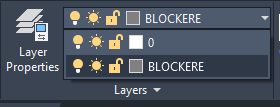 BLOCKERE
Layer
Properties
0
BLOCKERE
Layers